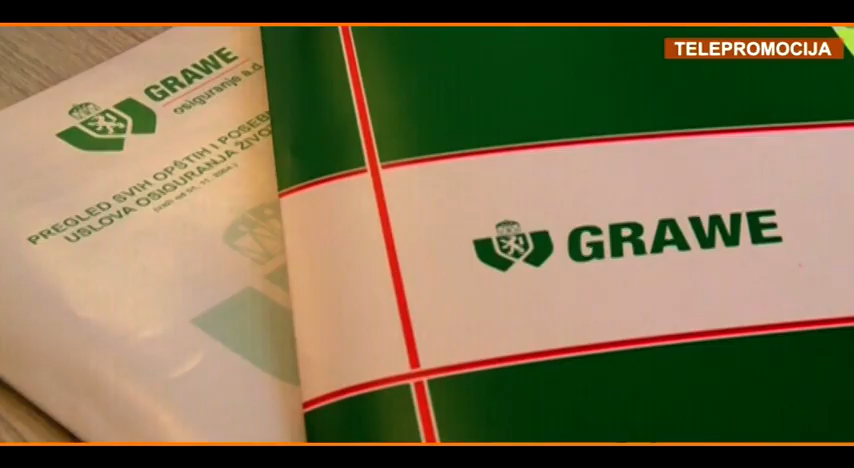 TELEPROMOCIJA
GRAWE
osiguranje a.d.
PREGLED SVIH OPŠTIH I POSEB
USLOVA OSIGURANJA ŽIVO
GRAWE